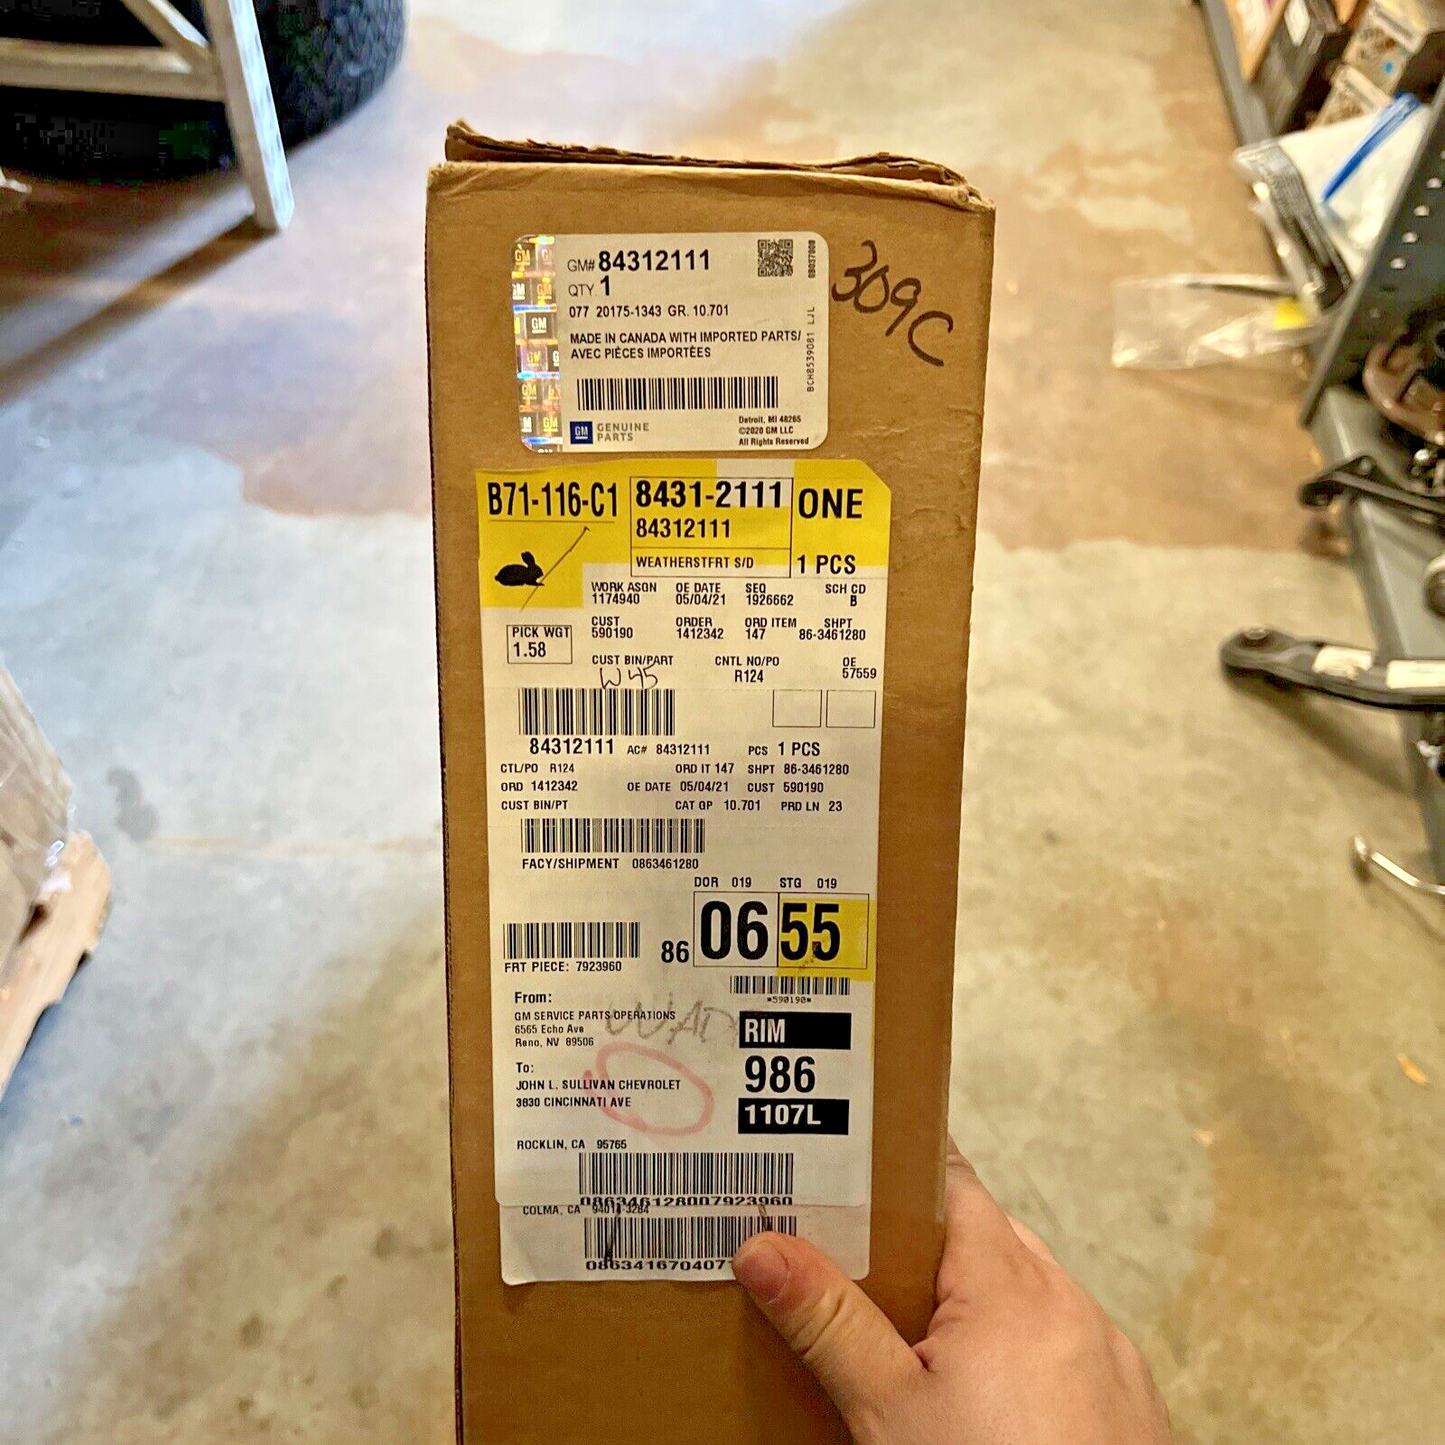 GM# 84312111
QTY. 1
077 20175-1343 GR. 10.701
MADE IN CANADA WITH IMPORTED PARTS/
AVEC PIÈCES IMPORTÉES
GM GENUINE
PARTS
Detroit, MI 48265
©2020 GM LLC
All Rights Reserved
BCH8539081 LJL
309C
B71-116-C1
8431-2111
84312111
WEATHERSTFRT S/D
ONE
1 PCS
WORK ASGN OE DATE SEQ SCH CD
1174940 05/04/21 1926662 B
CUST ORDER ORD ITEM SHPT
590190 1412342 147 86-3461280
PICK WGT
1.58
CUST BIN/PART CNTL NO/PO OE
W45 R124 57559
84312111 AC# 84312111 PCS 1 PCS
CTL/PO R124 ORD IT 147 SHPT 86-3461280
ORD 1412342 OE DATE 05/04/21 CUST 590190
CUST BIN/PT CAT GP 10.701 PRD LN 23
FACY/SHIPMENT 0863461280
DOR 019 STG 019
86 06 55
FRT PIECE: 7923960
*590190*
From:
GM SERVICE PARTS OPERATIONS
6565 Echo Ave
Reno, NV 89506
RIM
986
1107L
To:
JOHN L. SULLIVAN CHEVROLET
3830 CINCINNATI AVE
ROCKLIN, CA 95765
086346128007923960
COLMA, CA 94014-3284